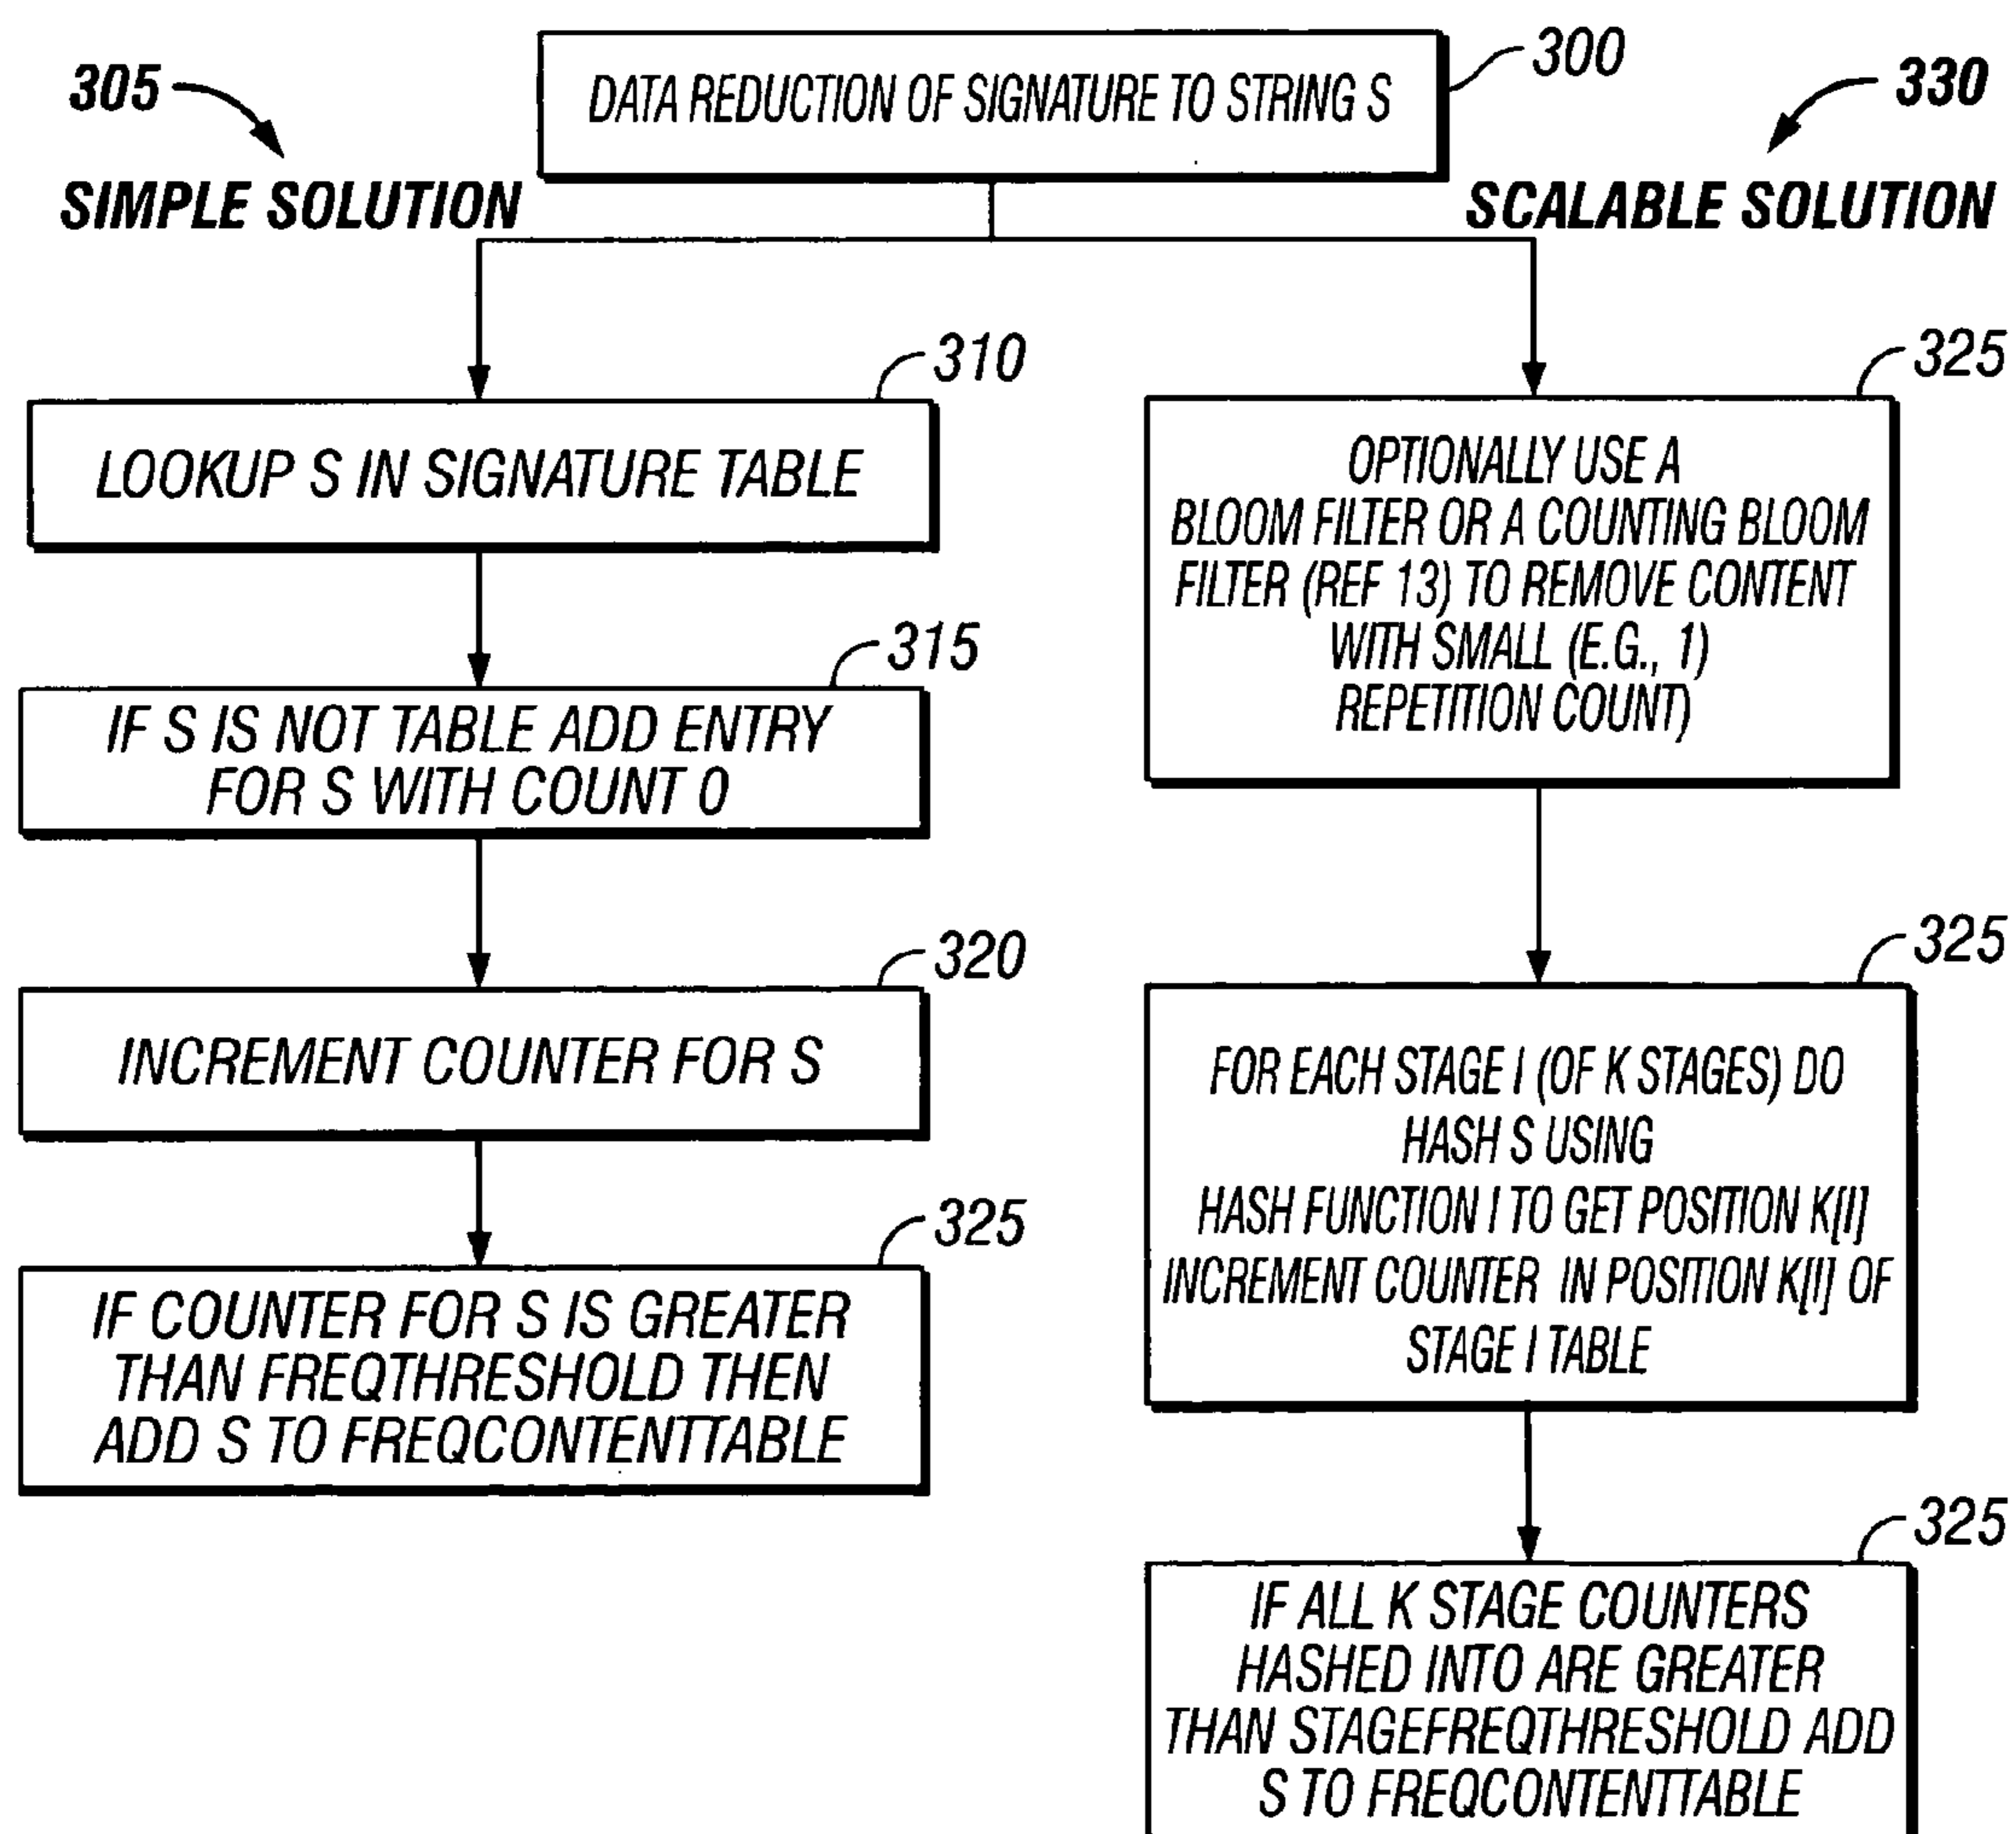 300
DATA REDUCTION OF SIGNATURE TO STRING S
305
SIMPLE SOLUTION
330
SCALABLE SOLUTION
310
LOOKUP S IN SIGNATURE TABLE
315
IF S IS NOT TABLE ADD ENTRY
FOR S WITH COUNT 0
320
INCREMENT COUNTER FOR S
325
IF COUNTER FOR S IS GREATER
THAN FREQTHRESHOLD THEN
ADD S TO FREQCONTENTTABLE
325
OPTIONALLY USE A
BLOOM FILTER OR A COUNTING BLOOM
FILTER (REF 13) TO REMOVE CONTENT
WITH SMALL (E.G., 1)
REPETITION COUNT)
325
FOR EACH STAGE I (OF K STAGES) DO
HASH S USING
HASH FUNCTION I TO GET POSITION K[I]
INCREMENT COUNTER IN POSITION K[I] OF
STAGE I TABLE
325
IF ALL K STAGE COUNTERS
HASHED INTO ARE GREATER
THAN STAGEFREQTHRESHOLD ADD
S TO FREQCONTENTTABLE